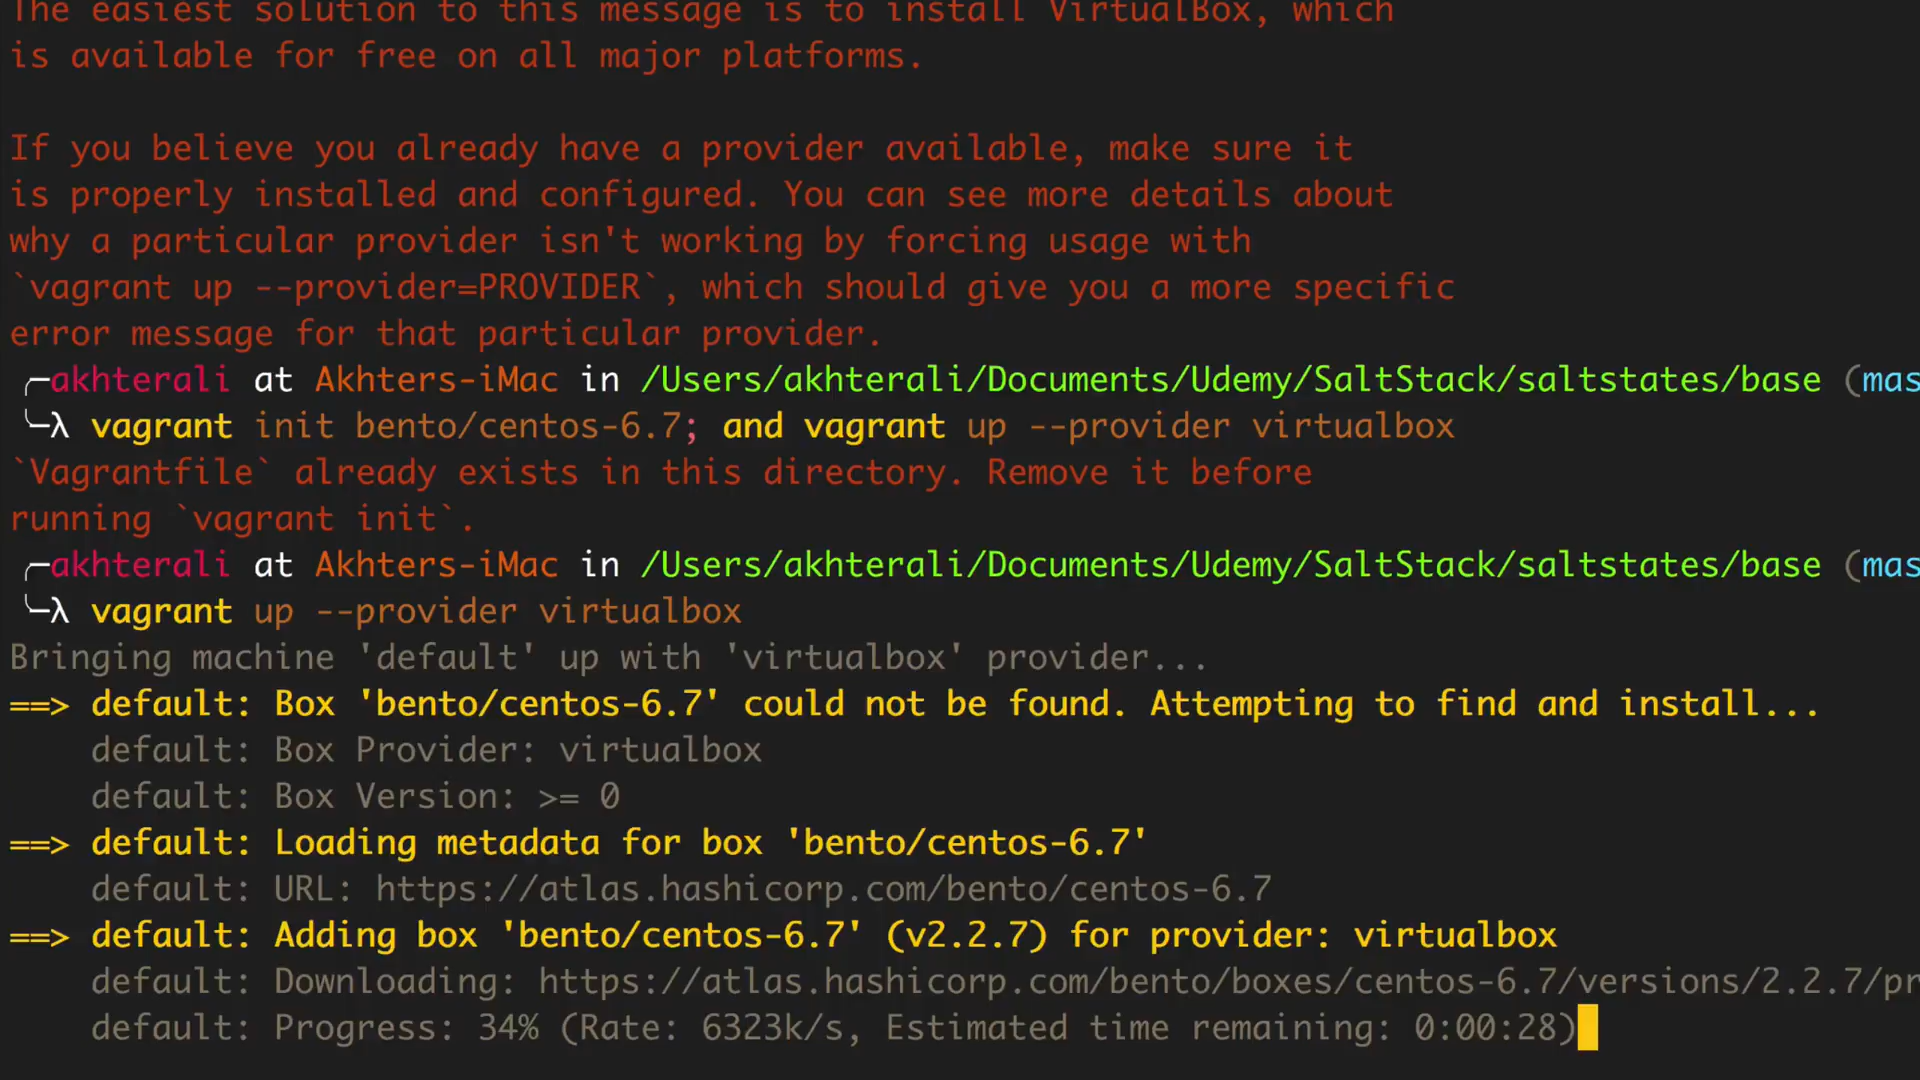 The easiest solution to this message is to install VirtualBox, which
is available for free on all major platforms.
If you believe you already have a provider available, make sure it
is properly installed and configured. You can see more details about
why a particular provider isn't working by forcing usage with
`vagrant up --provider=PROVIDER`, which should give you a more specific
error message for that particular provider.
╭─akhterali at Akhters-iMac in /Users/akhterali/Documents/Udemy/SaltStack/saltstates/base (mas
╰─λ vagrant init bento/centos-6.7; and vagrant up --provider virtualbox
`Vagrantfile` already exists in this directory. Remove it before
running `vagrant init`.
╭─akhterali at Akhters-iMac in /Users/akhterali/Documents/Udemy/SaltStack/saltstates/base (mas
╰─λ vagrant up --provider virtualbox
Bringing machine 'default' up with 'virtualbox' provider...
==> default: Box 'bento/centos-6.7' could not be found. Attempting to find and install...
default: Box Provider: virtualbox
default: Box Version: >= 0
==> default: Loading metadata for box 'bento/centos-6.7'
default: URL: https://atlas.hashicorp.com/bento/centos-6.7
==> default: Adding box 'bento/centos-6.7' (v2.2.7) for provider: virtualbox
default: Downloading: https://atlas.hashicorp.com/bento/boxes/centos-6.7/versions/2.2.7/pr
default: Progress: 34% (Rate: 6323k/s, Estimated time remaining: 0:00:28)